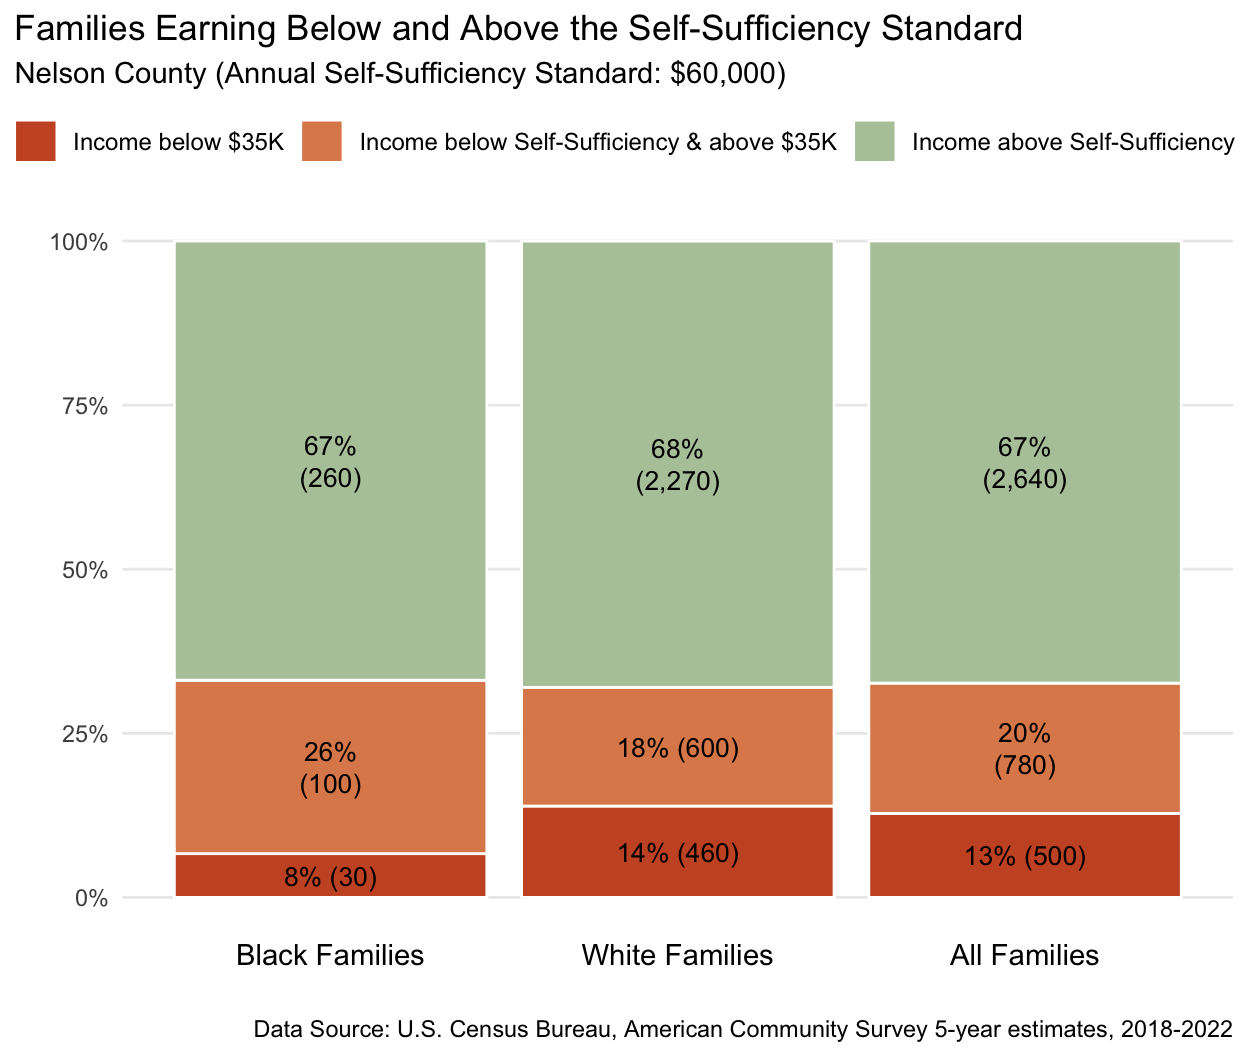 Families Earning Below and Above the Self-Sufficiency Standard
Nelson County (Annual Self-Sufficiency Standard: $60,000)
Income below $35K
Income below Self-Sufficiency & above $35K
Income above Self-Sufficiency
100%
75%
50%
25%
0%
67%
(260)
26%
(100)
8% (30)
68%
(2,270)
18% (600)
14% (460)
67%
(2,640)
20%
(780)
13% (500)
Black Families
White Families
All Families
Data Source: U.S. Census Bureau, American Community Survey 5-year estimates, 2018-2022